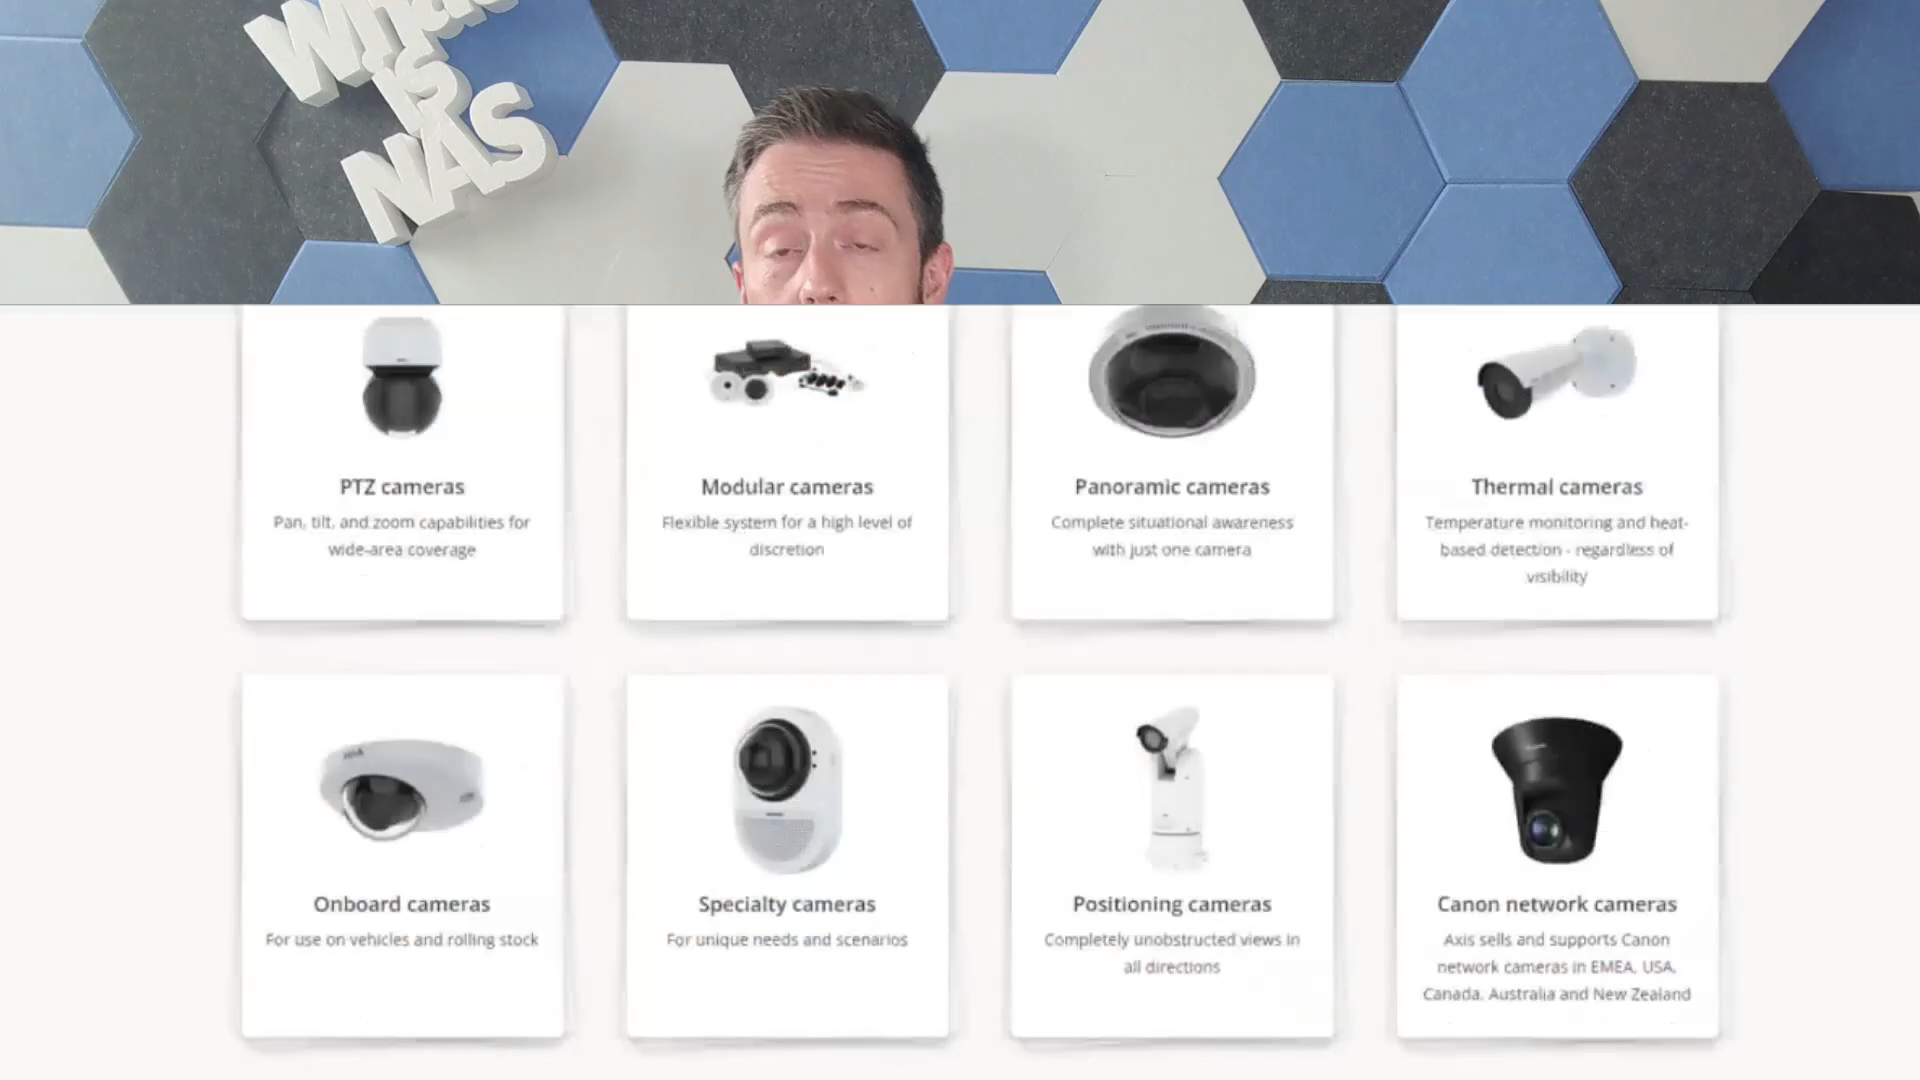 What
IS
NAS
PTZ cameras
Pan, tilt, and zoom capabilities for
wide-area coverage
Modular cameras
Flexible system for a high level of
discretion
Panoramic cameras
Complete situational awareness
with just one camera
Thermal cameras
Temperature monitoring and heat-
based detection - regardless of
visibility
Onboard cameras
For use on vehicles and rolling stock
Specialty cameras
For unique needs and scenarios
Positioning cameras
Completely unobstructed views in
all directions
Canon network cameras
Axis sells and supports Canon
network cameras in EMEA, USA,
Canada, Australia and New Zealand